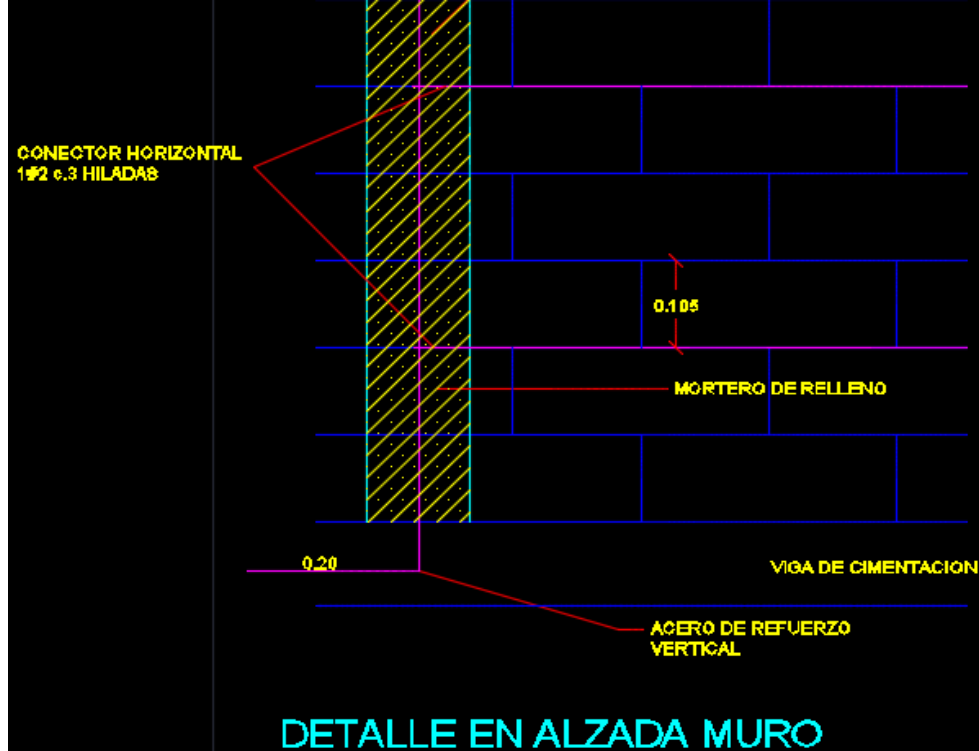 CONECTOR HORIZONTAL
1#2 c.3 HILADAS
0.105
MORTERO DE RELLENO
0.20
VIGA DE CIMENTACION
ACERO DE REFUERZO
VERTICAL
DETALLE EN ALZADA MURO